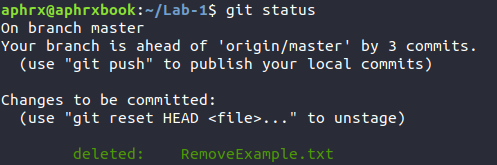 aphrx@aphrxbook:~/Lab-1$ git status
On branch master
Your branch is ahead of 'origin/master' by 3 commits.
  (use "git push" to publish your local commits)

Changes to be committed:
  (use "git reset HEAD <file>..." to unstage)

        deleted:    RemoveExample.txt